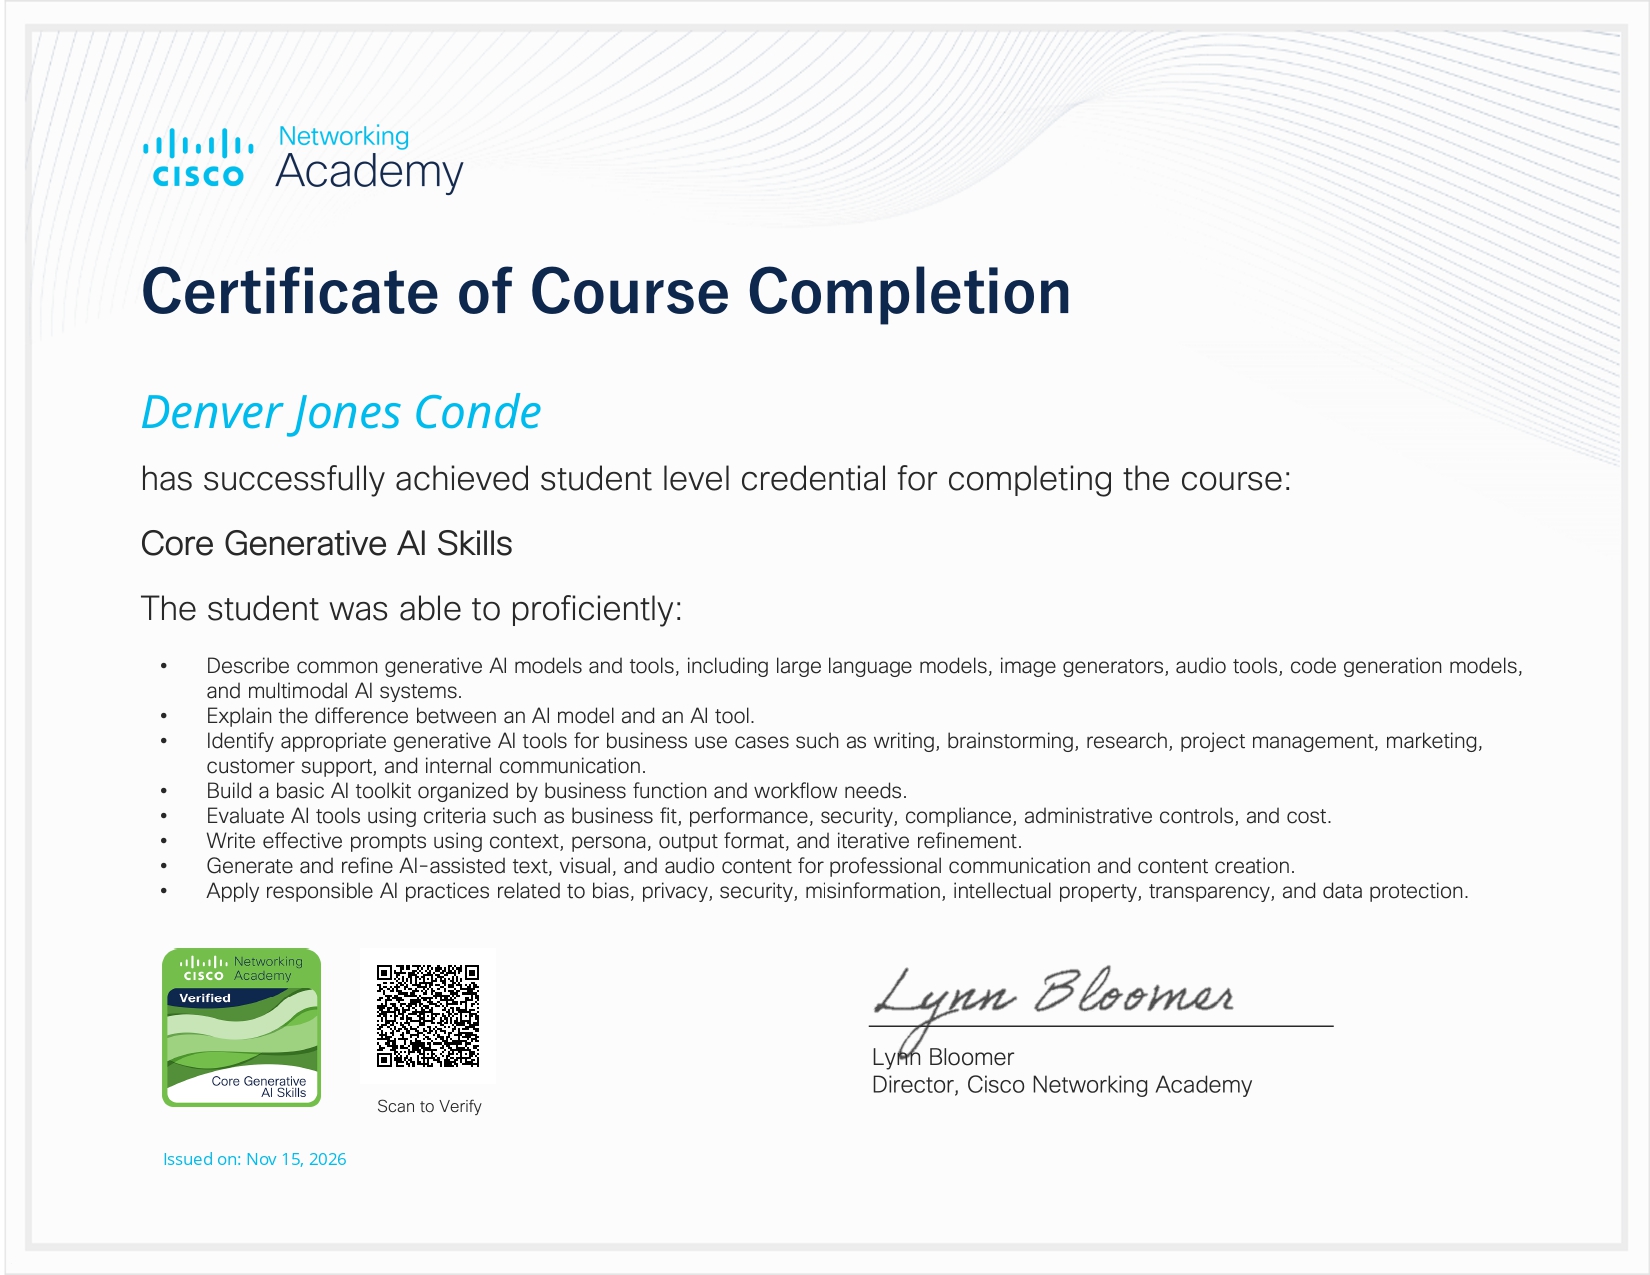 Networking
CISCO Academy
Certificate of Course Completion
Denver Jones Conde
has successfully achieved student level credential for completing the course:
Core Generative AI Skills
The student was able to proficiently:
• Describe common generative AI models and tools, including large language models, image generators, audio tools, code generation models,
and multimodal AI systems.
• Explain the difference between an AI model and an AI tool.
• Identify appropriate generative AI tools for business use cases such as writing, brainstorming, research, project management, marketing,
customer support, and internal communication.
• Build a basic AI toolkit organized by business function and workflow needs.
• Evaluate AI tools using criteria such as business fit, performance, security, compliance, administrative controls, and cost.
• Write effective prompts using context, persona, output format, and iterative refinement.
• Generate and refine AI-assisted text, visual, and audio content for professional communication and content creation.
• Apply responsible AI practices related to bias, privacy, security, misinformation, intellectual property, transparency, and data protection.
Networking
CISCO Academy
Verified
Core Generative
AI Skills
Scan to Verify
Lynn Bloomer
Lynn Bloomer
Director, Cisco Networking Academy
Issued on: Nov 15, 2026